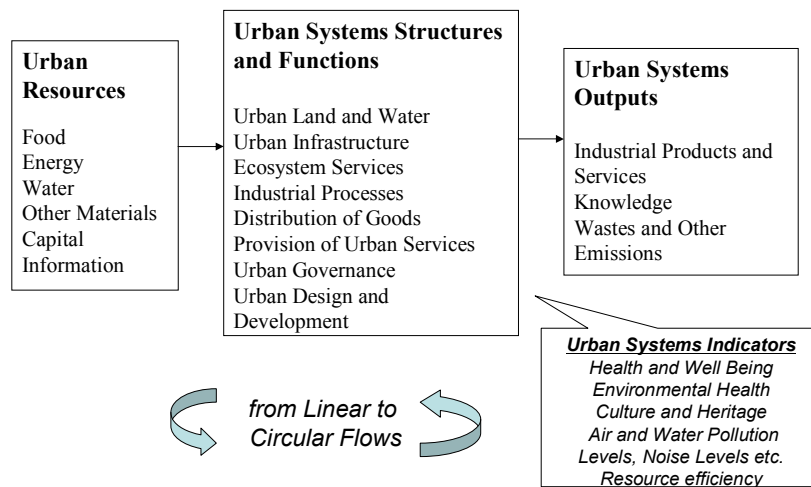 Urban
Resources
Food
Energy
Water
Other Materials
Capital
Information
Urban Systems Structures
and Functions
Urban Land and Water
Urban Infrastructure
Ecosystem Services
Industrial Processes
Distribution of Goods
Provision of Urban Services
Urban Governance
Urban Design and
Development
Urban Systems
Outputs
Industrial Products and
Services
Knowledge
Wastes and Other
Emissions
Urban Systems Indicators
Health and Well Being
Environmental Health
Culture and Heritage
Air and Water Pollution
Levels, Noise Levels etc.
Resource efficiency
from Linear to
Circular Flows